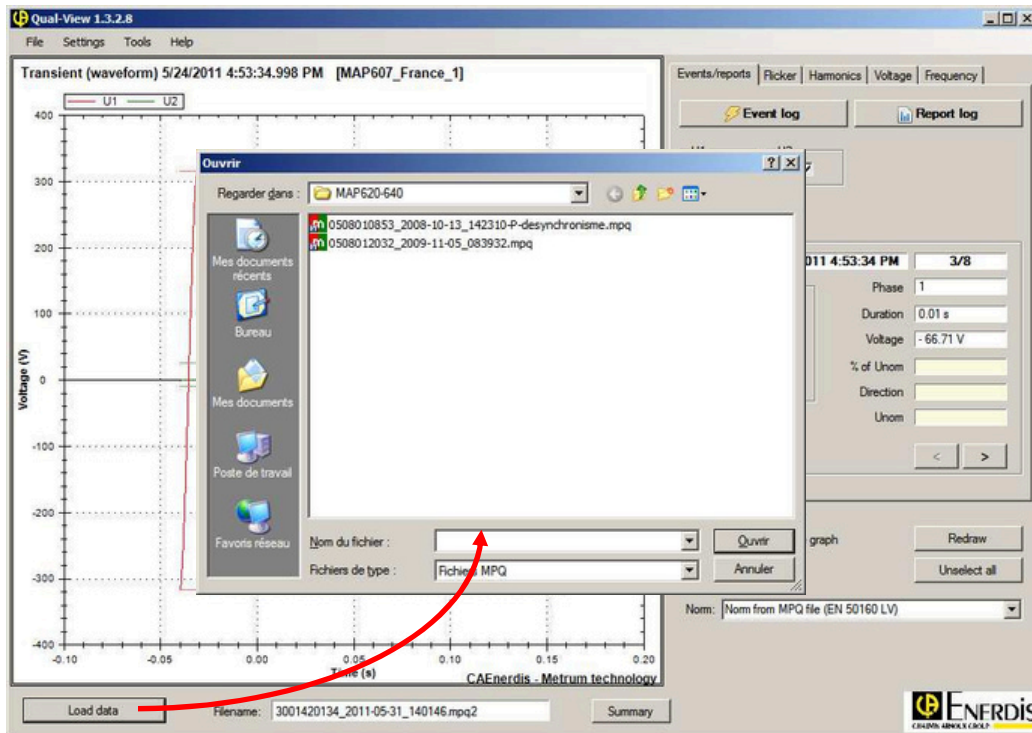 Qual-View 1.3.2.8
File Settings Tools Help
Transient (waveform) 5/24/2011 4:53:34.998 PM [MAP607_France_1]
U1 U2
400
300
200
100
0
-100
-200
-300
-400
Voltage (V)
-0.10 -0.05 0.00 0.05 0.10 0.15 0.20
Time (s)
CAEnerdis - Metrum technology
Load data
Filename: 3001420134_2011-05-31_140146.mpq2
Summary
Events/reports Flicker Harmonics Voltage Frequency
Event log Report log
Ouvrir
Regarder dans : MAP620-640
0508010853_2008-10-13_142310-P-desynchronisme.mpq
0508012032_2009-11-05_083932.mpq
Mes documents
récents
Bureau
Mes documents
Poste de travail
Favoris réseau
Nom du fichier :
Ouvrir
Fichiers de type : Fichiers MPQ
Annuler
011 4:53:34 PM 3/8
Phase 1
Duration 0.01 s
Voltage - 66.71 V
% of Unom
Direction
Unom
< >
graph
Redraw
Unselect all
Norm: Norm from MPQ file (EN 50160 LV)
ENERDIS
CHAUVIN ARNOUX GROUP